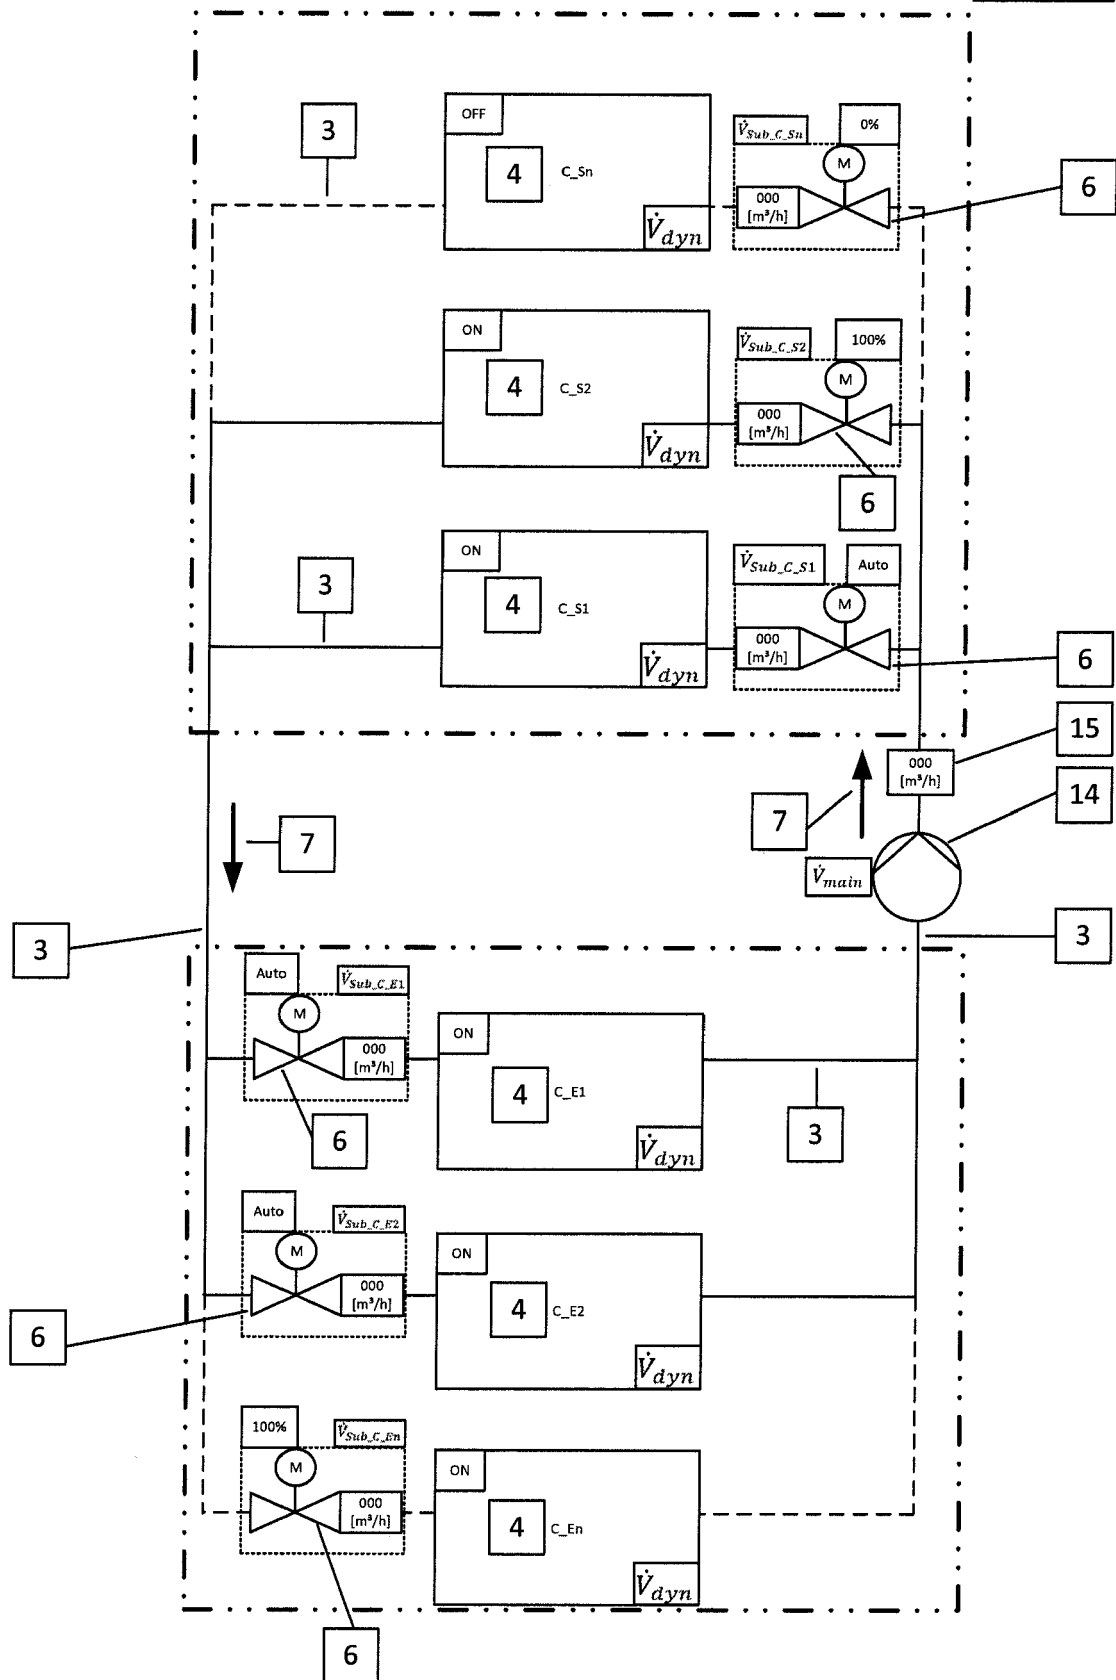 OFF
4
C_Sn
V̇dyn
V̇Sub_C_Sn
0%
M
000
[m³/h]
3
6
ON
4
C_S2
V̇dyn
V̇Sub_C_S2
100%
M
000
[m³/h]
6
ON
4
C_S1
V̇dyn
V̇Sub_C_S1
Auto
M
000
[m³/h]
3
6
15
000
[m³/h]
14
7
7
V̇main
3
3
Auto
V̇Sub_C_E1
M
000
[m³/h]
6
ON
4
C_E1
V̇dyn
3
Auto
V̇Sub_C_E2
M
000
[m³/h]
6
ON
4
C_E2
V̇dyn
100%
V̇Sub_C_En
M
000
[m³/h]
6
ON
4
C_En
V̇dyn